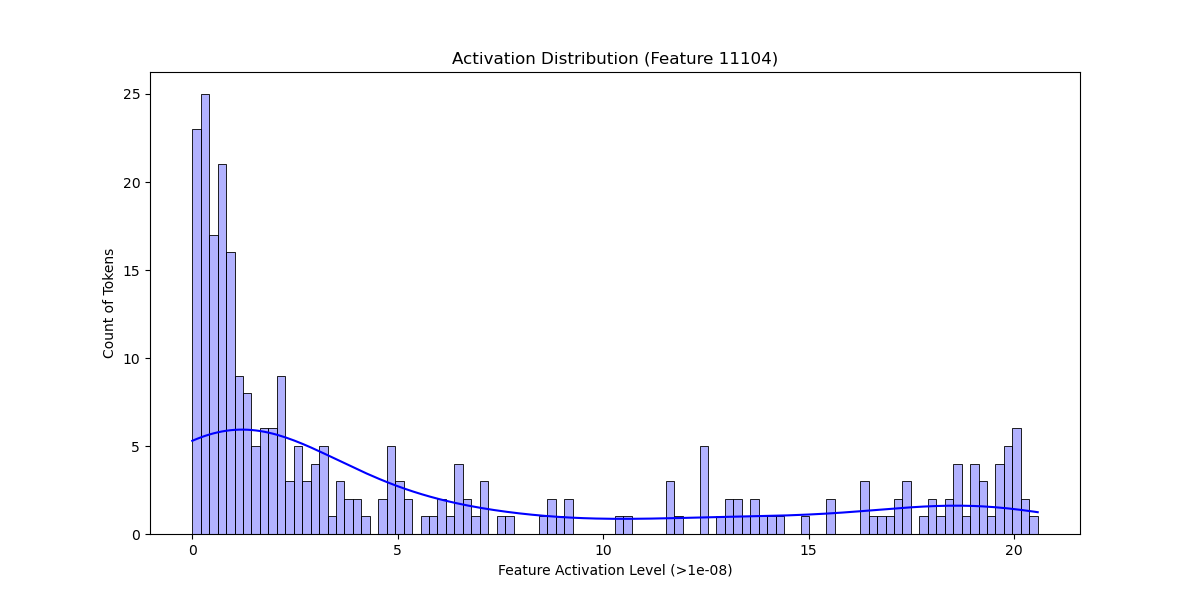 Activation Distribution (Feature 11104)
25
20
15
10
5
0
Count of Tokens
0 5 10 15 20
Feature Activation Level (>1e-08)